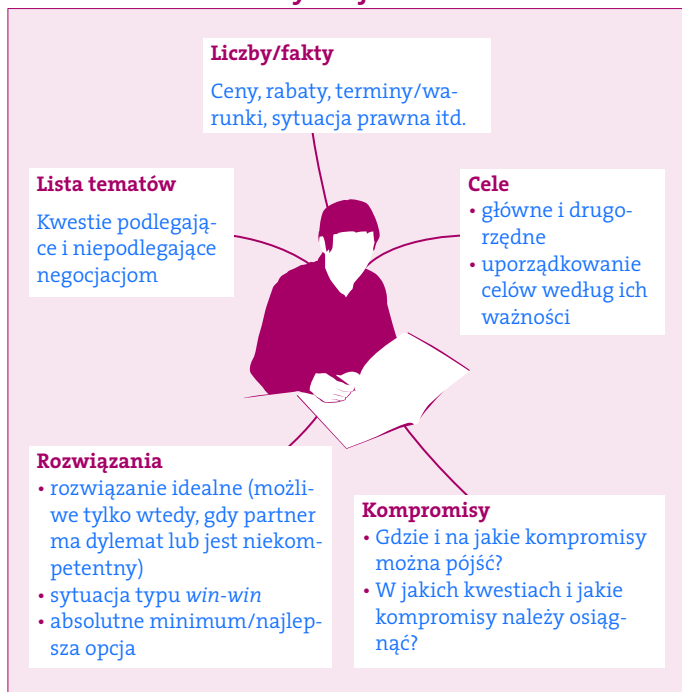 Liczby/fakty
Ceny, rabaty, terminy/wa-
runki, sytuacja prawna itd.
Lista tematów
Kwestie podlegają-
ce i niepodlegające
negocjacjom
Cele
• główne i drugo-
rzędne
• uporządkowanie
celów według ich
ważności
Rozwiązania
• rozwiązanie idealne (możli-
we tylko wtedy, gdy partner
ma dylemat lub jest niekom-
petentny)
• sytuacja typu win-win
• absolutne minimum/najlep-
sza opcja
Kompromisy
• Gdzie i na jakie kompromisy
można pójść?
• W jakich kwestiach i jakie
kompromisy należy osiąg-
nąć?